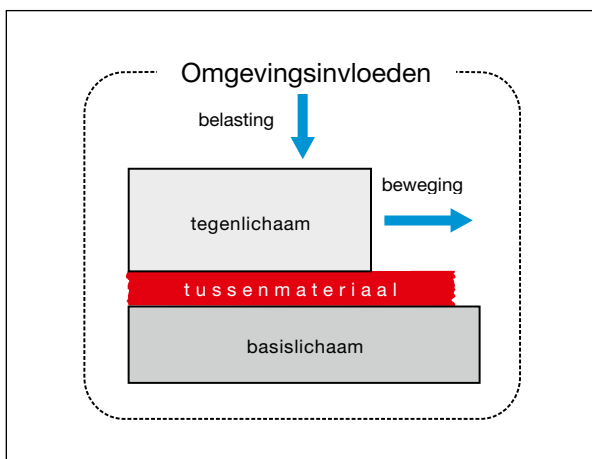 Omgevingsinvloeden
belasting
beweging
tegenlichaam
tussenmateriaal
basislichaam